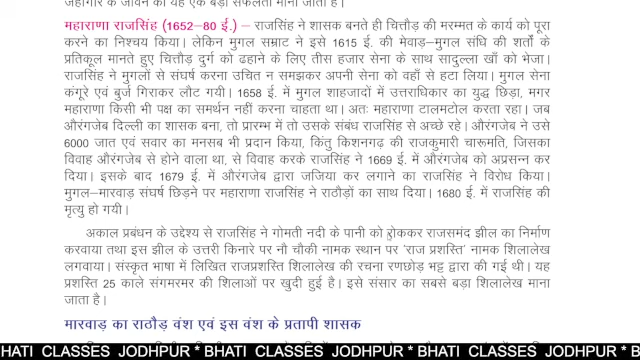 जहाँगीर के जीवन की यह एक बड़ी सफलता माना जाता है।
महाराणा राजसिंह (1652–80 ई.) – राजसिंह ने शासक बनते ही चित्तौड़ की मरम्मत के कार्य को पूरा
करने का निश्चय किया। लेकिन मुगल सम्राट ने इसे 1615 ई. की मेवाड़–मुगल संधि की शर्तों के
प्रतिकूल मानते हुए चित्तौड़ दुर्ग को ढहाने के लिए तीस हजार सेना के साथ सादुल्ला खाँ को भेजा।
राजसिंह ने मुगलों से संघर्ष करना उचित न समझकर अपनी सेना को वहाँ से हटा लिया। मुगल सेना
कंगूरे एवं बुर्ज गिराकर लौट गयी। 1658 ई. में मुगल शाहजादों में उत्तराधिकार का युद्ध छिड़ा, मगर
महाराणा किसी भी पक्ष का समर्थन नहीं करना चाहता था। अतः महाराणा टालमटोल करता रहा। जब
औरंगजेब दिल्ली का शासक बना, तो प्रारम्भ में तो उसके संबंध राजसिंह से अच्छे रहे। औरंगजेब ने उसे
6000 जात एवं सवार का मनसब भी प्रदान किया, किंतु किशनगढ़ की राजकुमारी चारूमति, जिसका
विवाह औरंगजेब से होने वाला था, से विवाह करके राजसिंह ने 1669 ई. में औरंगजेब को अप्रसन्न कर
दिया। इसके बाद 1679 ई. में औरंगजेब द्वारा जजिया कर लगाने का राजसिंह ने विरोध किया।
मुगल–मारवाड़ संघर्ष छिड़ने पर महाराणा राजसिंह ने राठौड़ों का साथ दिया। 1680 ई. में राजसिंह की
मृत्यु हो गयी।
अकाल प्रबंधन के उद्देश्य से राजसिंह ने गोमती नदी के पानी को रोककर राजसमंद झील का निर्माण
करवाया तथा इस झील के उत्तरी किनारे पर नौ चौकी नामक स्थान पर 'राज प्रशस्ति' नामक शिलालेख
लगवाया। संस्कृत भाषा में लिखित राजप्रशस्ति शिलालेख की रचना रणछोड़ भट्ट द्वारा की गई थी। यह
प्रशस्ति 25 काले संगमरमर की शिलाओं पर खुदी हुई है। इसे संसार का सबसे बड़ा शिलालेख माना
जाता है।
मारवाड़ का राठौड़ वंश एवं इस वंश के प्रतापी शासक
HATI CLASSES JODHPUR * BHATI CLASSES JODHPUR * BHATI CLASSES JODHPUR * BH